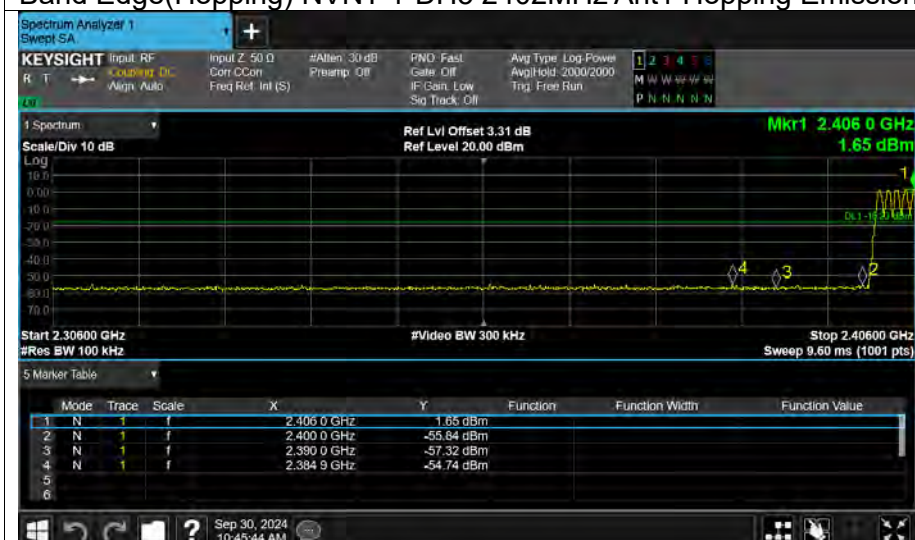 Band Edge(Hopping) NVNT 1-DH5 2402MHz Ant1 Hopping Emission
Spectrum Analyzer 1
Swept SA
+
KEYSIGHT Input: RF Input Z: 50 Ω #Atten: 30 dB PNO: Fast Avg Type: Log-Power 1 2 3 4 5 6
R T Coupling: DC Corr CCorr Preamp: Off Gate: Off Avg|Hold: 2000/2000 M W W W W W
Align: Auto Freq Ref: Int (S) IF Gain: Low Trig: Free Run
Sig Track: Off P N N N N N
1 Spectrum Ref Lvl Offset 3.31 dB Mkr1 2.406 0 GHz
Scale/Div 10 dB Ref Level 20.00 dBm 1.65 dBm
Log
10.0
0.00
-10.0
-20.0
-30.0
-40.0
-50.0
-60.0
-70.0
1
4
3
2
Start 2.30600 GHz #Video BW 300 kHz Stop 2.40600 GHz
#Res BW 100 kHz Sweep 9.60 ms (1001 pts)
5 Marker Table
Mode Trace Scale X Y Function Function Width Function Value
1 N 1 f 2.406 0 GHz 1.65 dBm
2 N 1 f 2.400 0 GHz -55.84 dBm
3 N 1 f 2.390 0 GHz -57.32 dBm
4 N 1 f 2.384 9 GHz -54.74 dBm
5
6
? Sep 30, 2024
10:45:44 AM